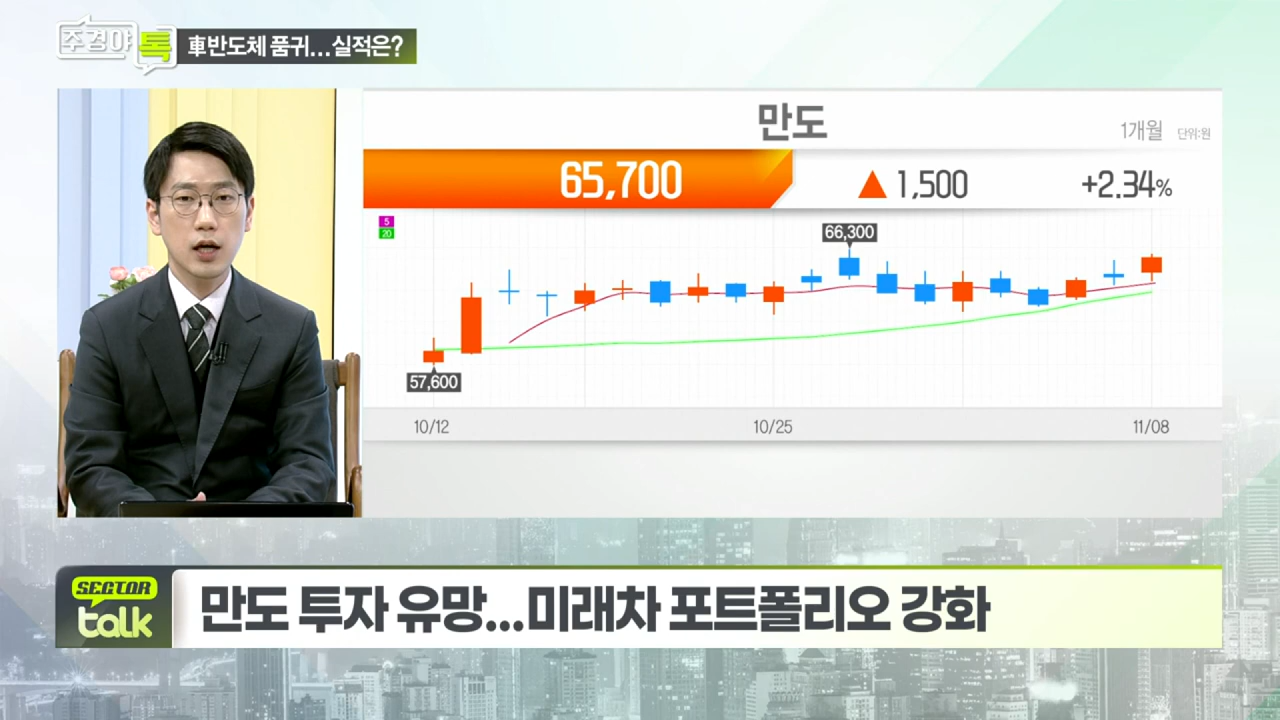 주경야
톡
車반도체 품귀...실적은?
만도
1개월 단위:원
65,700 ▲ 1,500 +2.34%
5
20
66,300
57,600
10/12 10/25 11/08
SECTOR
talk
만도 투자 유망...미래차 포트폴리오 강화